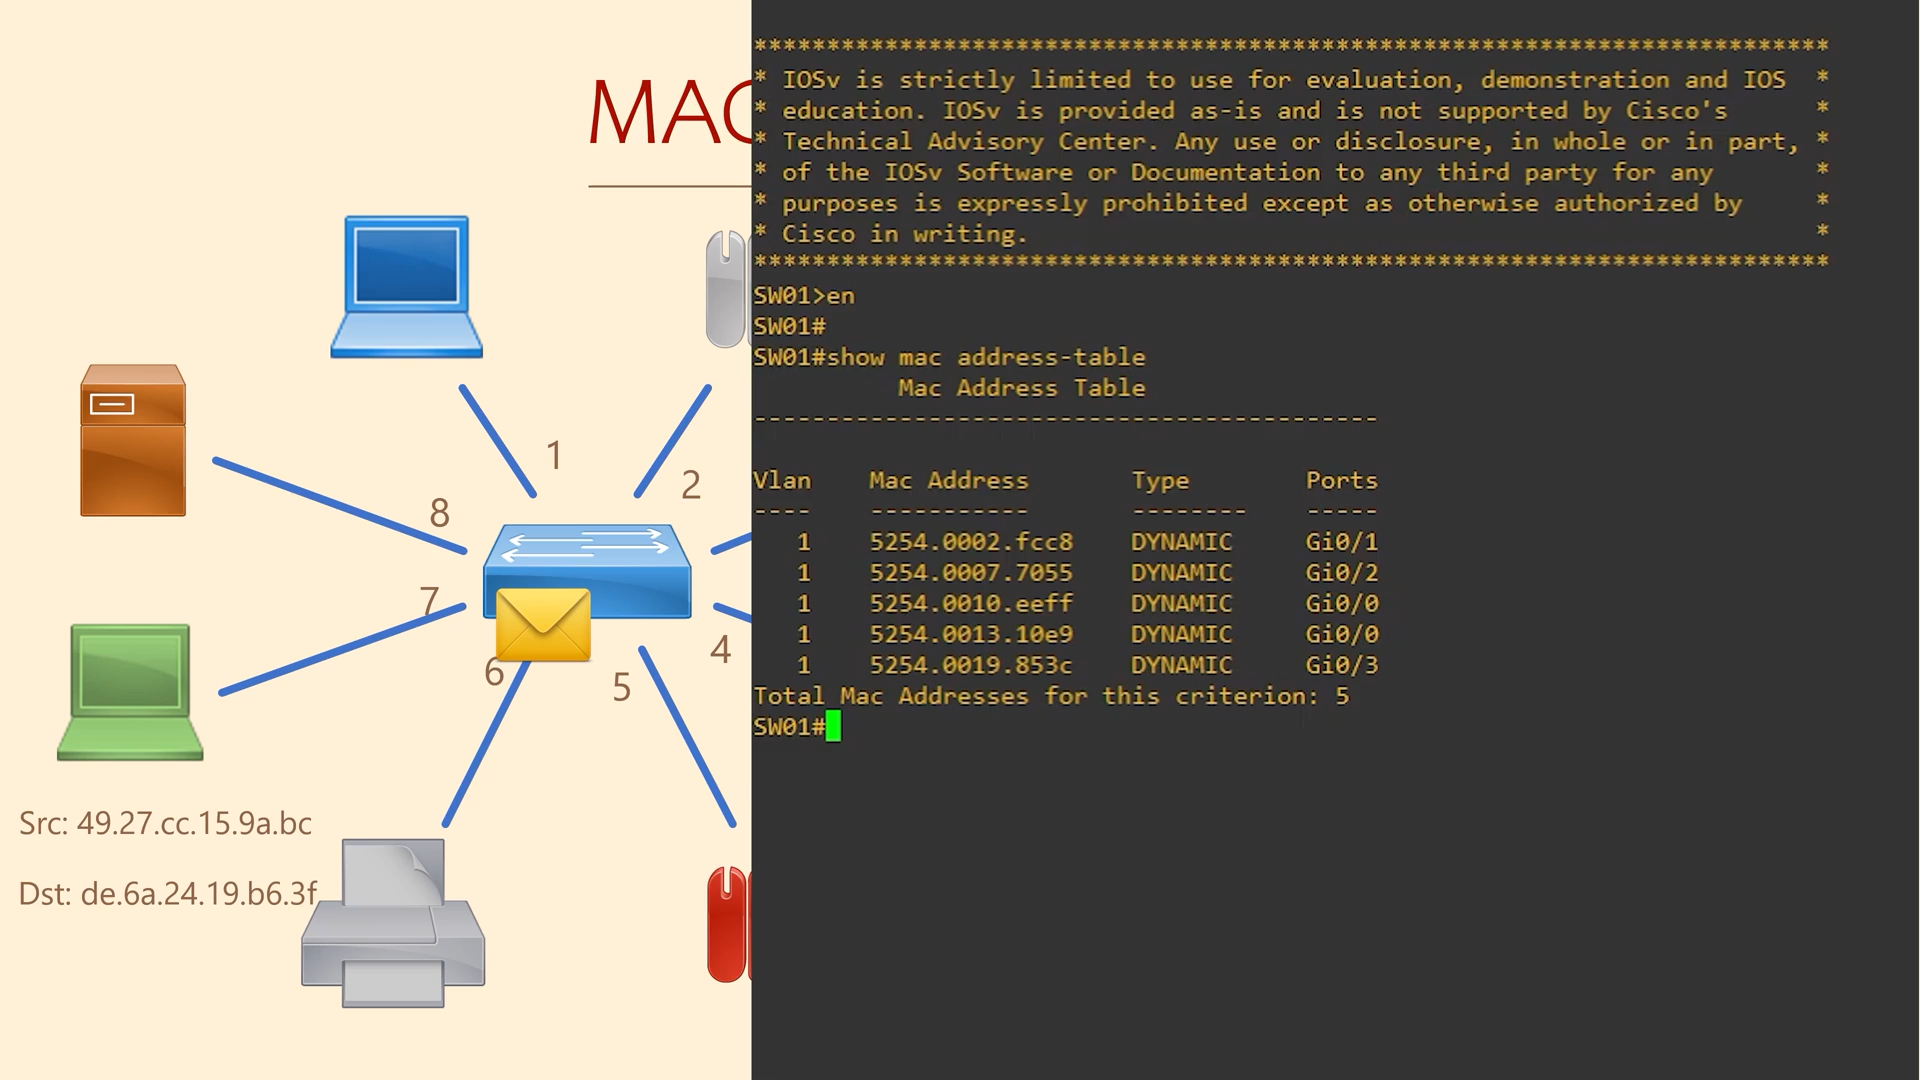 MAC
1
2
8
7
6
5
4
Src: 49.27.cc.15.9a.bc
Dst: de.6a.24.19.b6.3f
**************************************************************************
* IOSv is strictly limited to use for evaluation, demonstration and IOS  *
* education. IOSv is provided as-is and is not supported by Cisco's      *
* Technical Advisory Center. Any use or disclosure, in whole or in part, *
* of the IOSv Software or Documentation to any third party for any       *
* purposes is expressly prohibited except as otherwise authorized by     *
* Cisco in writing.                                                      *
**************************************************************************
SW01>en
SW01#
SW01#show mac address-table
          Mac Address Table
-------------------------------------------

Vlan    Mac Address       Type        Ports
----    -----------       --------    -----
   1    5254.0002.fcc8    DYNAMIC     Gi0/1
   1    5254.0007.7055    DYNAMIC     Gi0/2
   1    5254.0010.eeff    DYNAMIC     Gi0/0
   1    5254.0013.10e9    DYNAMIC     Gi0/0
   1    5254.0019.853c    DYNAMIC     Gi0/3
Total Mac Addresses for this criterion: 5
SW01#